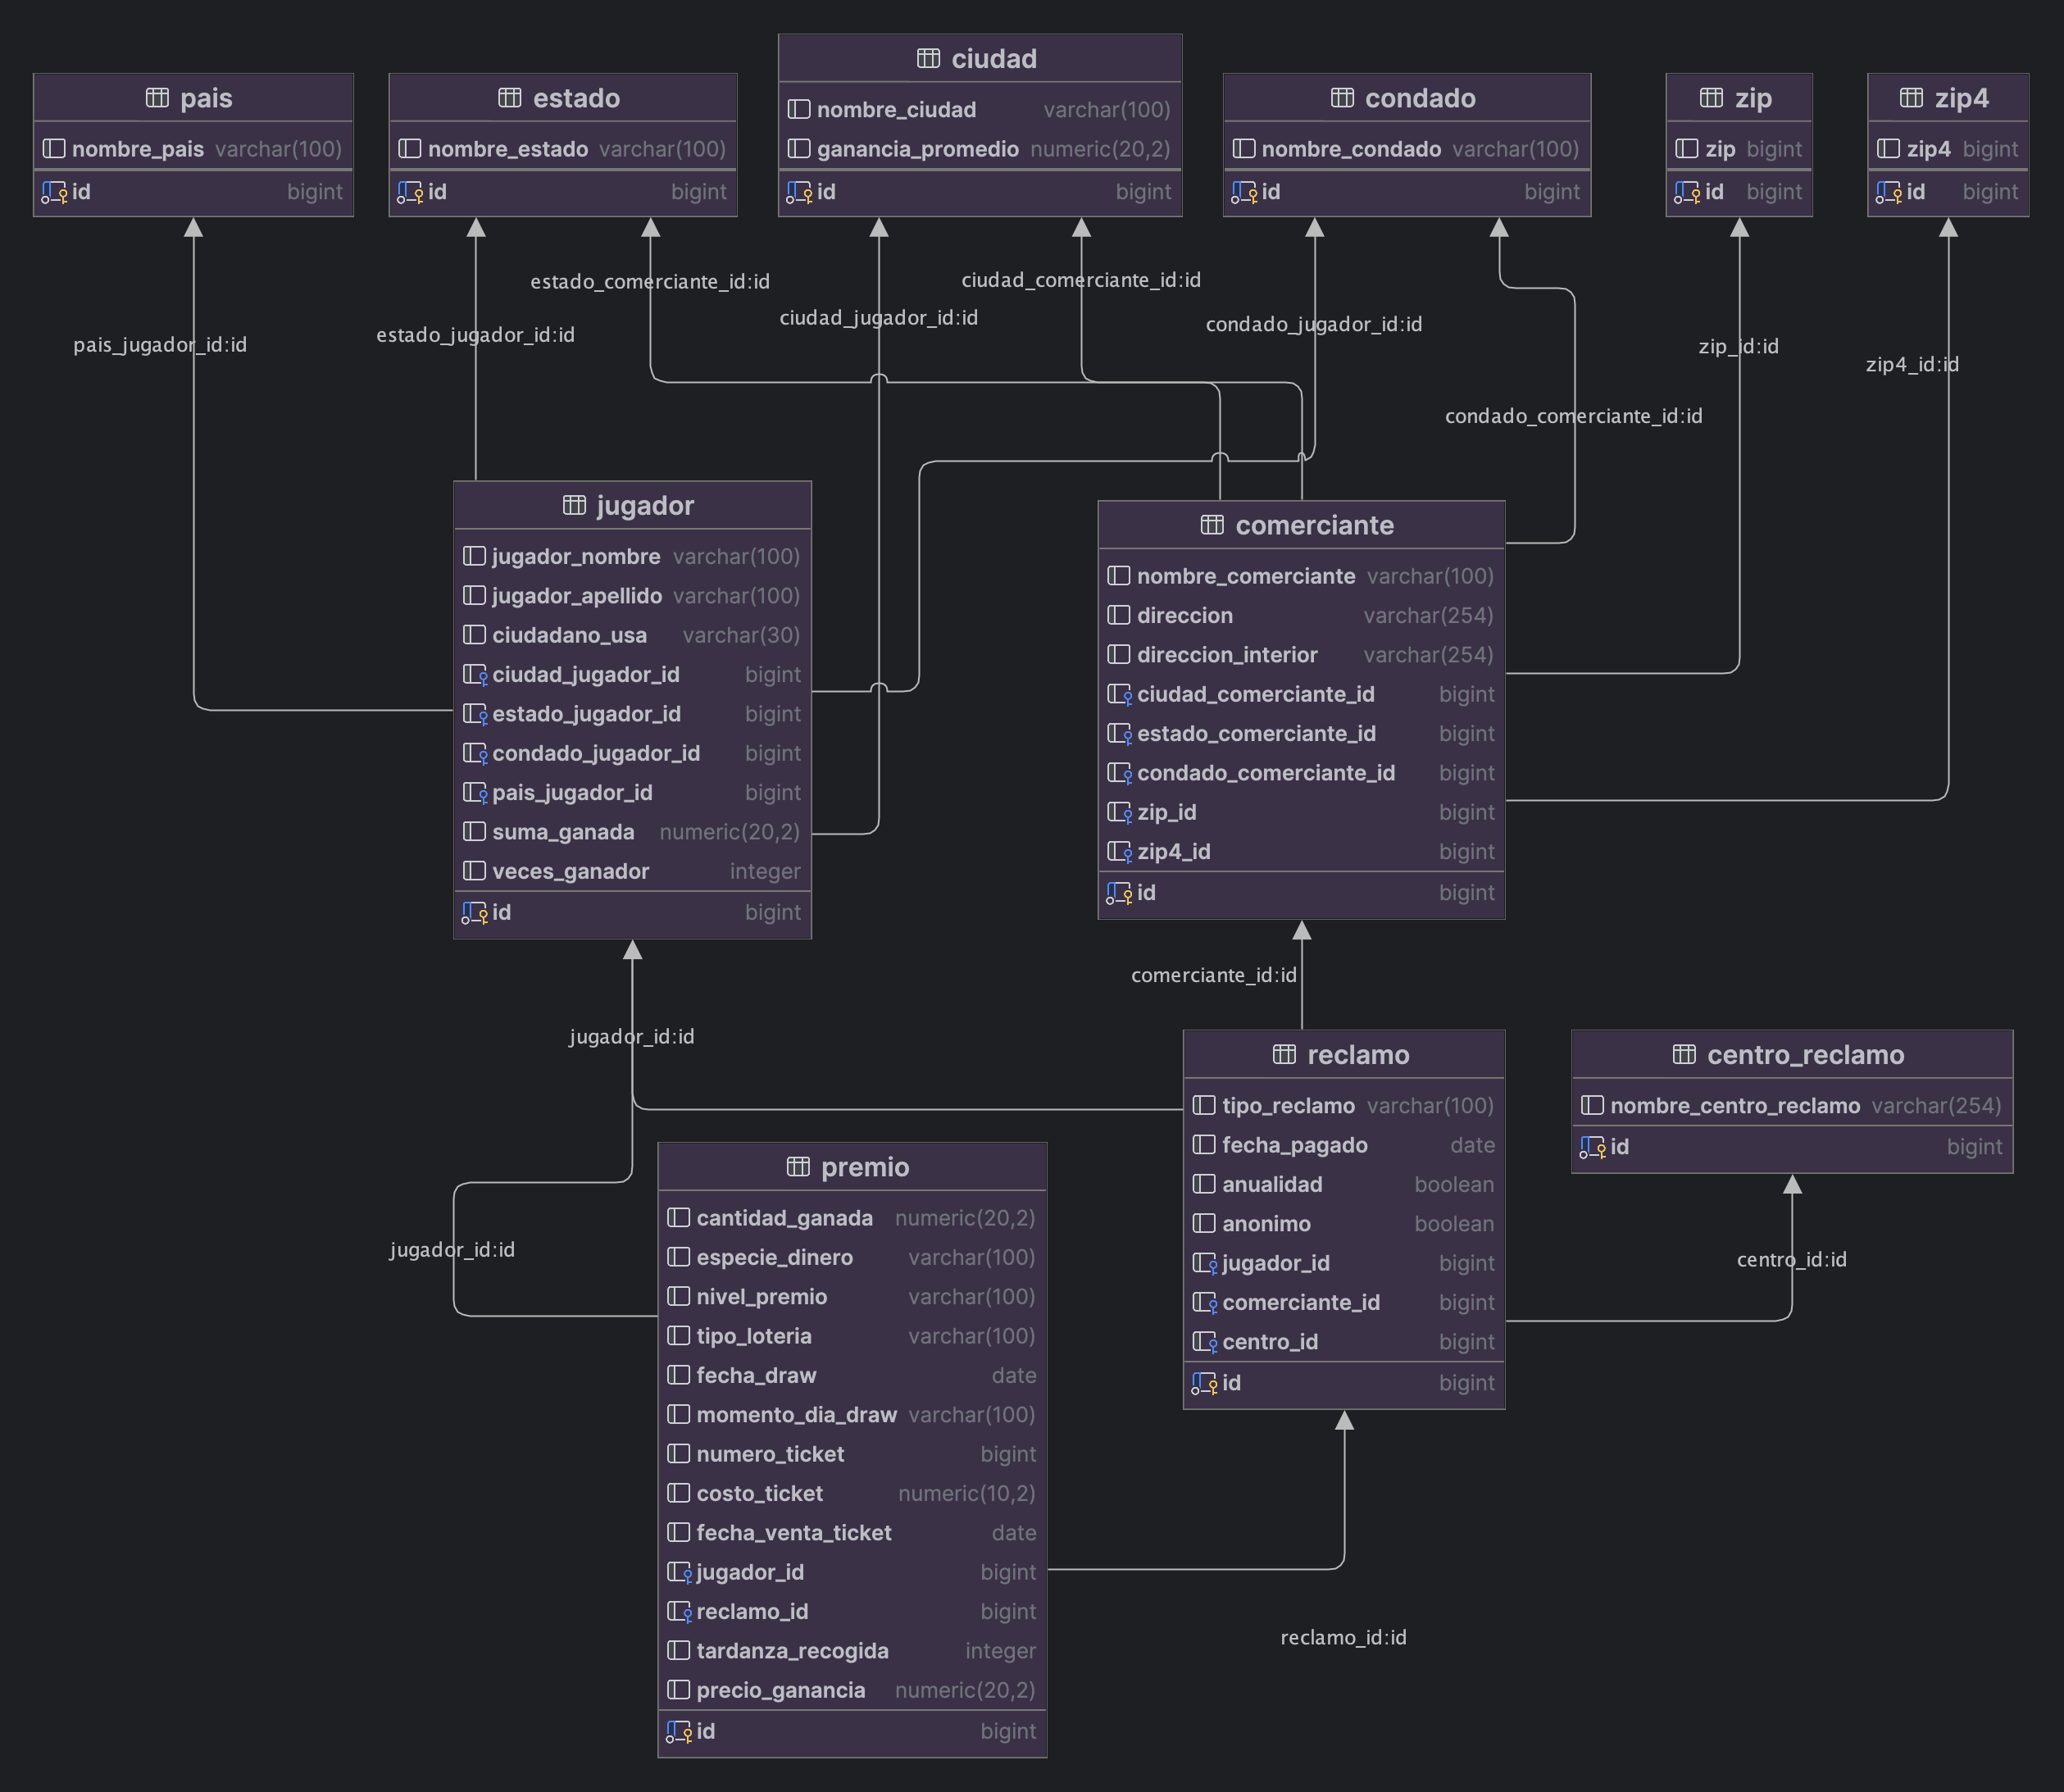 pais
nombre_pais varchar(100)
id bigint
estado
nombre_estado varchar(100)
id bigint
ciudad
nombre_ciudad varchar(100)
ganancia_promedio numeric(20,2)
id bigint
condado
nombre_condado varchar(100)
id bigint
zip
zip bigint
id bigint
zip4
zip4 bigint
id bigint
pais_jugador_id:id
estado_jugador_id:id
estado_comerciante_id:id
ciudad_jugador_id:id
ciudad_comerciante_id:id
condado_jugador_id:id
condado_comerciante_id:id
zip_id:id
zip4_id:id
jugador
jugador_nombre varchar(100)
jugador_apellido varchar(100)
ciudadano_usa varchar(30)
ciudad_jugador_id bigint
estado_jugador_id bigint
condado_jugador_id bigint
pais_jugador_id bigint
suma_ganada numeric(20,2)
veces_ganador integer
id bigint
comerciante
nombre_comerciante varchar(100)
direccion varchar(254)
direccion_interior varchar(254)
ciudad_comerciante_id bigint
estado_comerciante_id bigint
condado_comerciante_id bigint
zip_id bigint
zip4_id bigint
id bigint
comerciante_id:id
jugador_id:id
reclamo
tipo_reclamo varchar(100)
fecha_pagado date
anualidad boolean
anonimo boolean
jugador_id bigint
comerciante_id bigint
centro_id bigint
id bigint
centro_reclamo
nombre_centro_reclamo varchar(254)
id bigint
centro_id:id
jugador_id:id
premio
cantidad_ganada numeric(20,2)
especie_dinero varchar(100)
nivel_premio varchar(100)
tipo_loteria varchar(100)
fecha_draw date
momento_dia_draw varchar(100)
numero_ticket bigint
costo_ticket numeric(10,2)
fecha_venta_ticket date
jugador_id bigint
reclamo_id bigint
tardanza_recogida integer
precio_ganancia numeric(20,2)
id bigint
reclamo_id:id